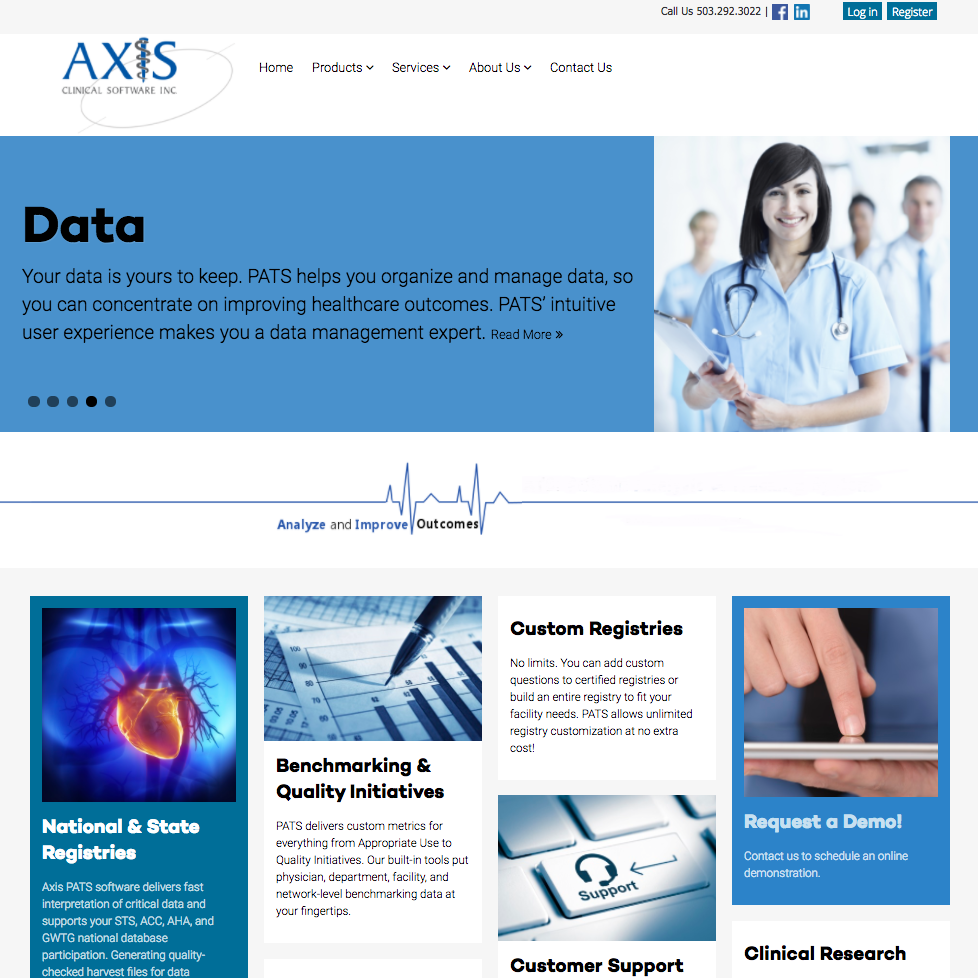 Call Us 503.292.3022 |
Log in
Register
AXIS
CLINICAL SOFTWARE INC.
Home
Products
Services
About Us
Contact Us
Data
Your data is yours to keep. PATS helps you organize and manage data, so
you can concentrate on improving healthcare outcomes. PATS’ intuitive
user experience makes you a data management expert. Read More »
Analyze and Improve Outcomes
National & State
Registries
Axis PATS software delivers fast
interpretation of critical data and
supports your STS, ACC, AHA, and
GWTG national database
participation. Generating quality-
checked harvest files for data
100
90
80
70
60
Benchmarking &
Quality Initiatives
PATS delivers custom metrics for
everything from Appropriate Use to
Quality Initiatives. Our built-in tools put
physician, department, facility, and
network-level benchmarking data at
your fingertips.
Custom Registries
No limits. You can add custom
questions to certified registries or
build an entire registry to fit your
facility needs. PATS allows unlimited
registry customization at no extra
cost!
Support
Customer Support
Request a Demo!
Contact us to schedule an online
demonstration.
Clinical Research